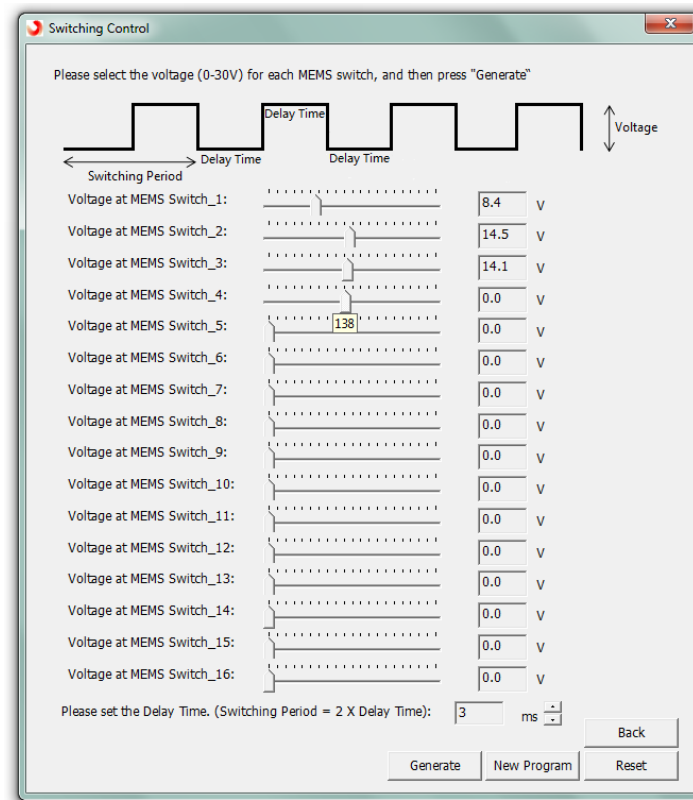 Switching Control
Please select the voltage (0-30V) for each MEMS switch, and then press "Generate"
Delay Time
Voltage
Delay Time Delay Time
Switching Period
Voltage at MEMS Switch_1: 8.4 V
Voltage at MEMS Switch_2: 14.5 V
Voltage at MEMS Switch_3: 14.1 V
Voltage at MEMS Switch_4: 0.0 V
138
Voltage at MEMS Switch_5: 0.0 V
Voltage at MEMS Switch_6: 0.0 V
Voltage at MEMS Switch_7: 0.0 V
Voltage at MEMS Switch_8: 0.0 V
Voltage at MEMS Switch_9: 0.0 V
Voltage at MEMS Switch_10: 0.0 V
Voltage at MEMS Switch_11: 0.0 V
Voltage at MEMS Switch_12: 0.0 V
Voltage at MEMS Switch_13: 0.0 V
Voltage at MEMS Switch_14: 0.0 V
Voltage at MEMS Switch_15: 0.0 V
Voltage at MEMS Switch_16: 0.0 V
Please set the Delay Time. (Switching Period = 2 X Delay Time): 3 ms
Back
Generate New Program Reset